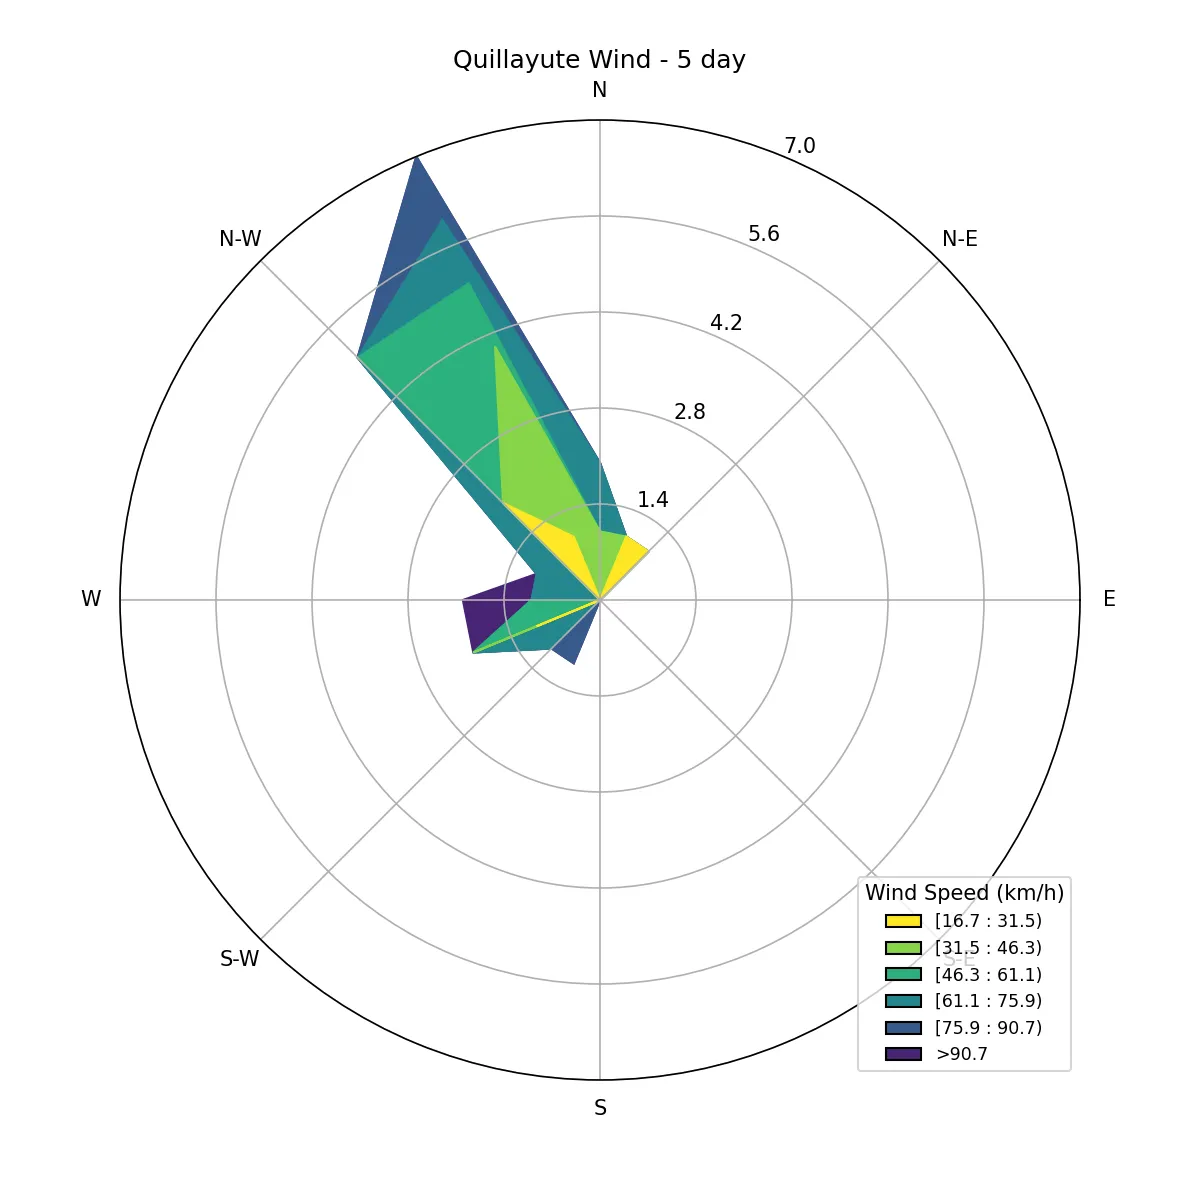 Quillayute Wind - 5 day
N
7.0
N-W
5.6
N-E
4.2
2.8
1.4
W
E
S-W
S-E
S
Wind Speed (km/h)
[16.7 : 31.5)
[31.5 : 46.3)
[46.3 : 61.1)
[61.1 : 75.9)
[75.9 : 90.7)
>90.7